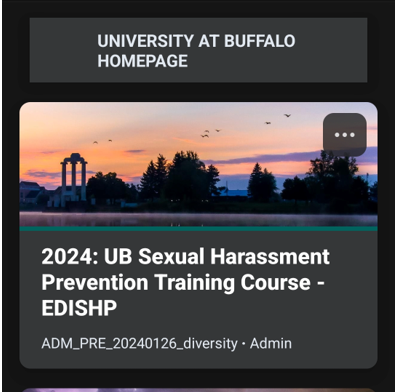 UNIVERSITY AT BUFFALO
HOMEPAGE
2024: UB Sexual Harassment
Prevention Training Course -
EDISHP
ADM_PRE_20240126_diversity • Admin